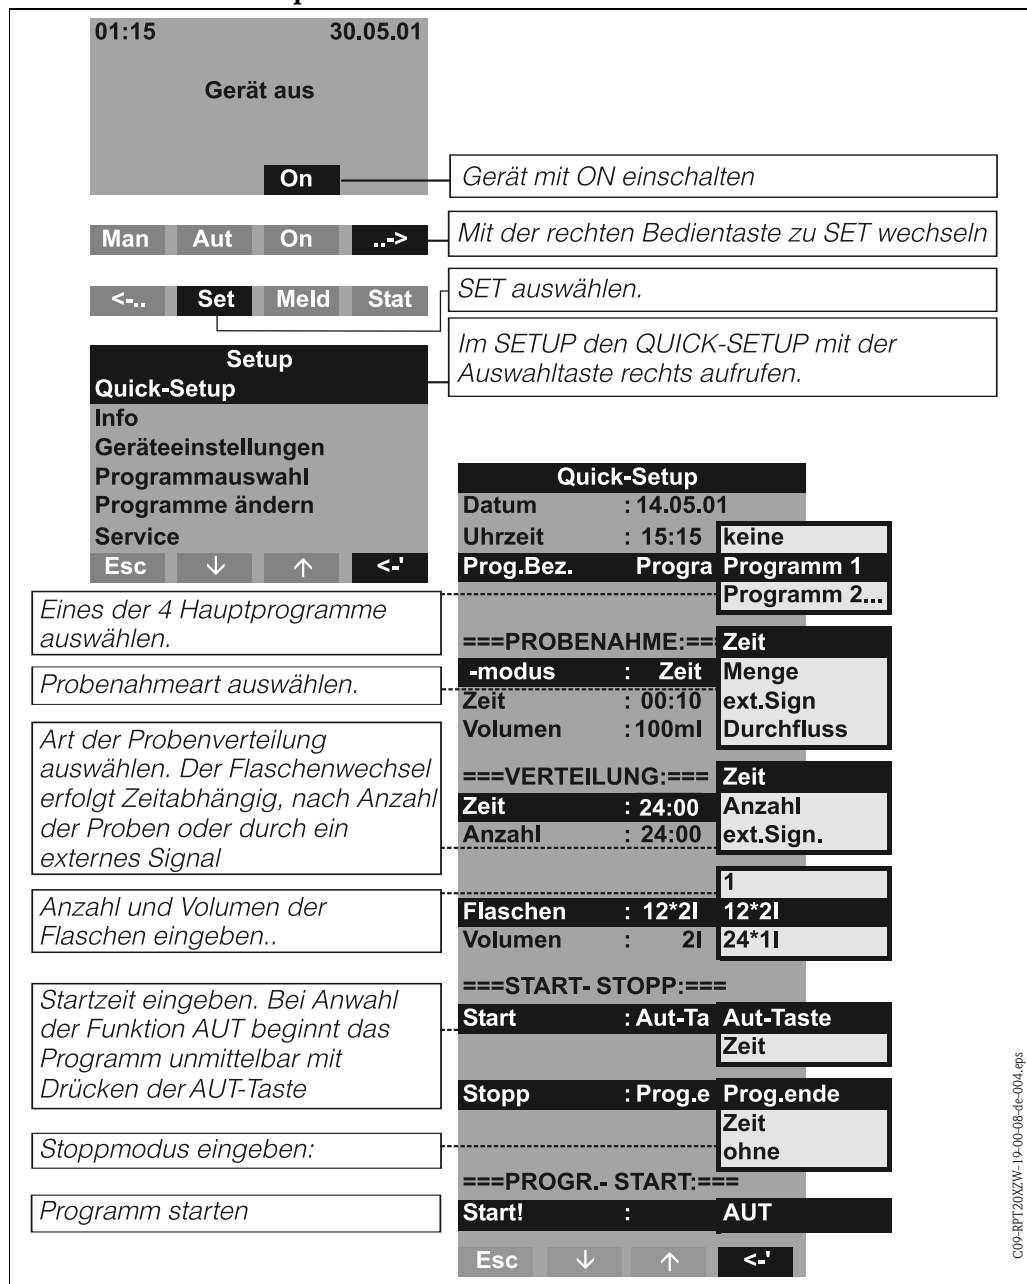 01:15 30.05.01
Gerät aus
On
Gerät mit ON einschalten
Man Aut On ..->
Mit der rechten Bedientaste zu SET wechseln
<-.. Set Meld Stat
SET auswählen.
Im SETUP den QUICK-SETUP mit der
Auswahltaste rechts aufrufen.
Setup
Quick-Setup
Info
Geräteeinstellungen
Programmauswahl
Programme ändern
Service
Esc ↓ ↑ <-'
Quick-Setup
Datum : 14.05.01
Uhrzeit : 15:15
Prog.Bez. Progra
keine
Programm 1
Programm 2...
Eines der 4 Hauptprogramme
auswählen.
===PROBENAHME:===
-modus : Zeit
Zeit : 00:10
Volumen :100ml
Zeit
Menge
ext.Sign
Durchfluss
Probenahmeart auswählen.
Art der Probenverteilung
auswählen. Der Flaschenwechsel
erfolgt Zeitabhängig, nach Anzahl
der Proben oder durch ein
externes Signal
===VERTEILUNG:===
Zeit : 24:00
Anzahl : 24:00
Zeit
Anzahl
ext.Sign.
Anzahl und Volumen der
Flaschen eingeben..
Flaschen : 12*2l
Volumen : 2l
1
12*2l
24*1l
===START- STOPP:===
Startzeit eingeben. Bei Anwahl
der Funktion AUT beginnt das
Programm unmittelbar mit
Drücken der AUT-Taste
Start : Aut-Ta
Aut-Taste
Zeit
Stopp : Prog.e
Prog.ende
Zeit
ohne
Stoppmodus eingeben:
===PROGR.- START:===
Programm starten
Start! : AUT
Esc ↓ ↑ <-'
C09-RPT20XZW-19-00-08-de-004.eps